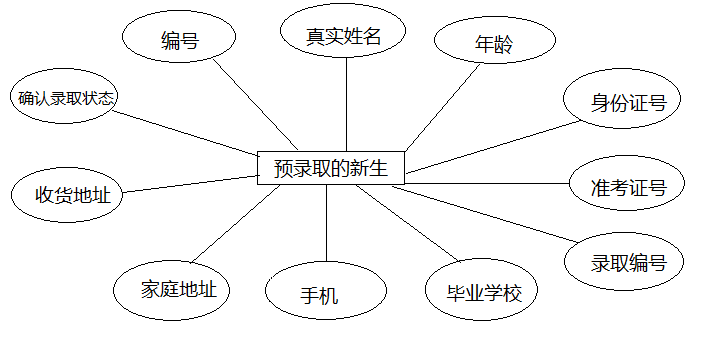 真实姓名
编号
年龄
确认录取状态
身份证号
预录取的新生
收货地址
准考证号
录取编号
家庭地址
手机
毕业学校